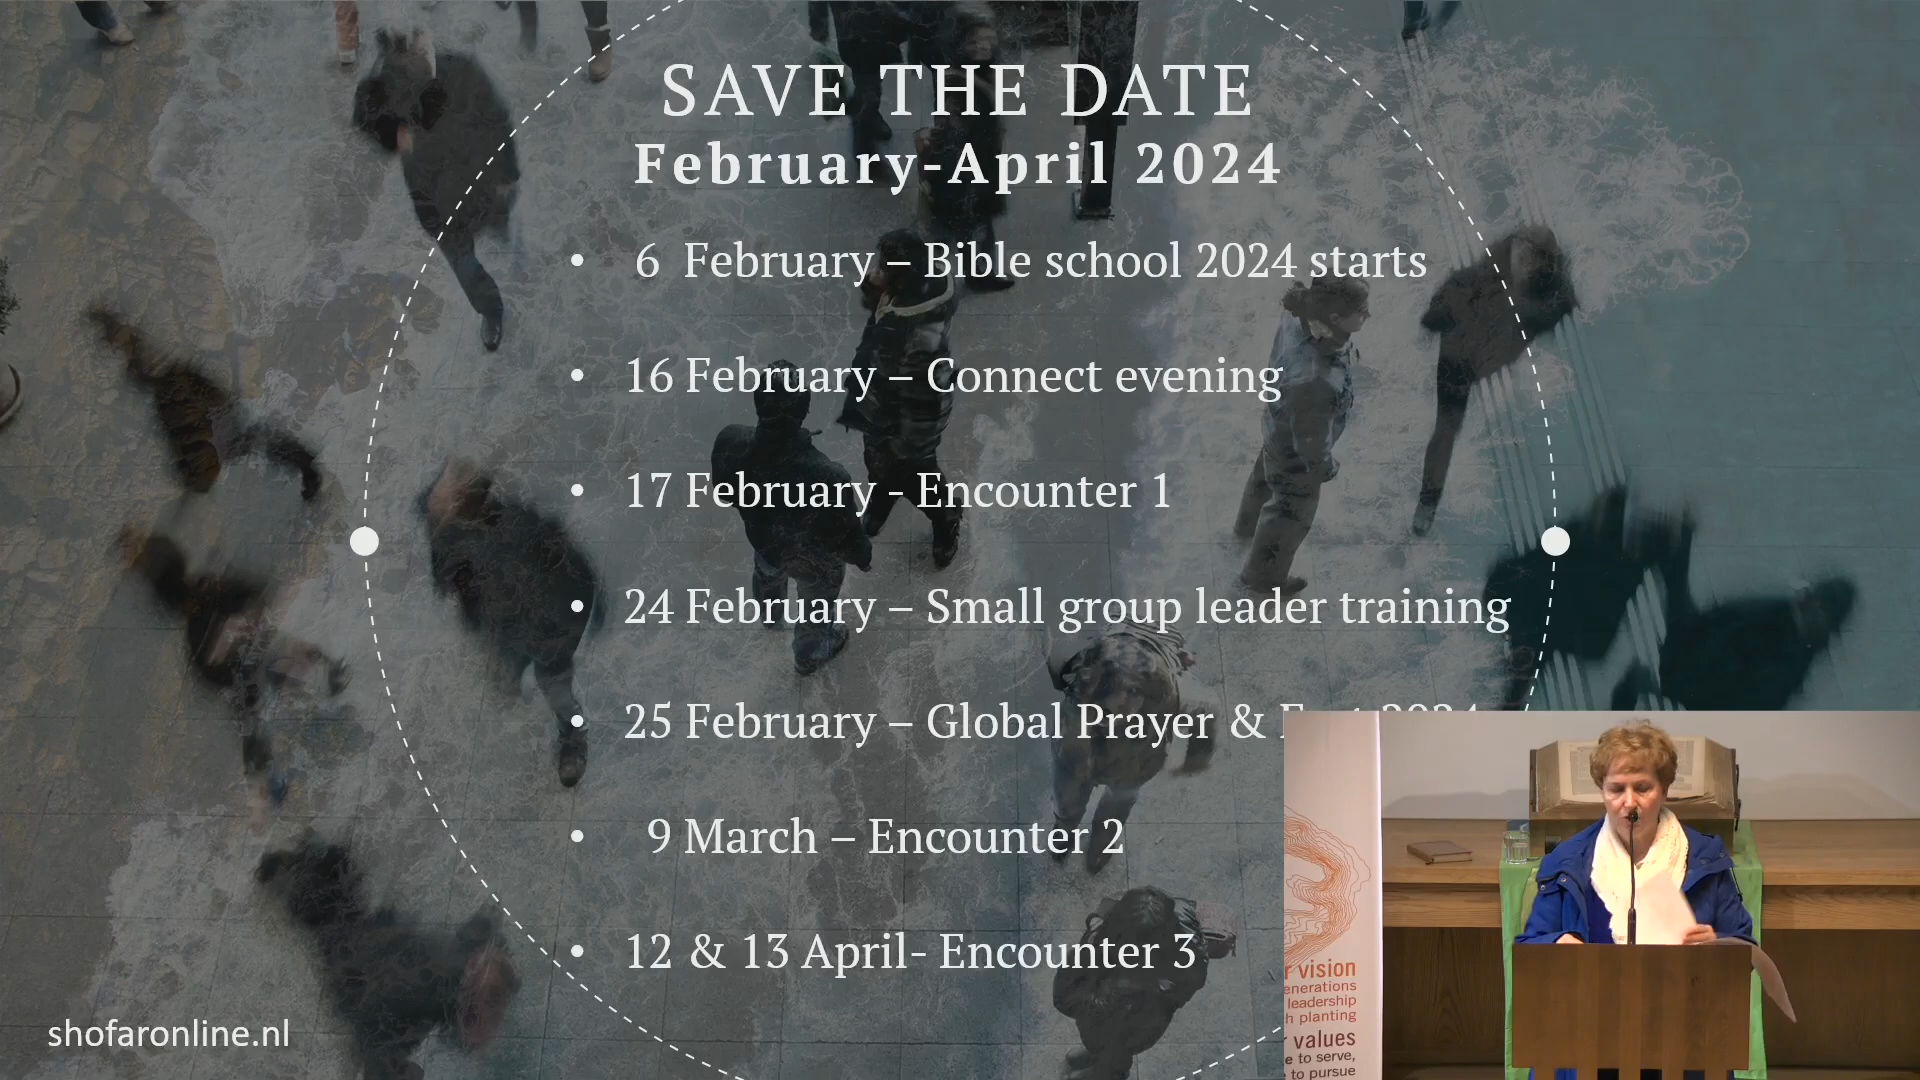 SAVE THE DATE
February-April 2024
• 6 February – Bible school 2024 starts
• 16 February – Connect evening
• 17 February - Encounter 1
• 24 February – Small group leader training
• 25 February – Global Prayer &
• 9 March – Encounter 2
• 12 & 13 April- Encounter 3
shofaronline.nl
vision
enerations
leadership
planting
values
to serve,
to pursue